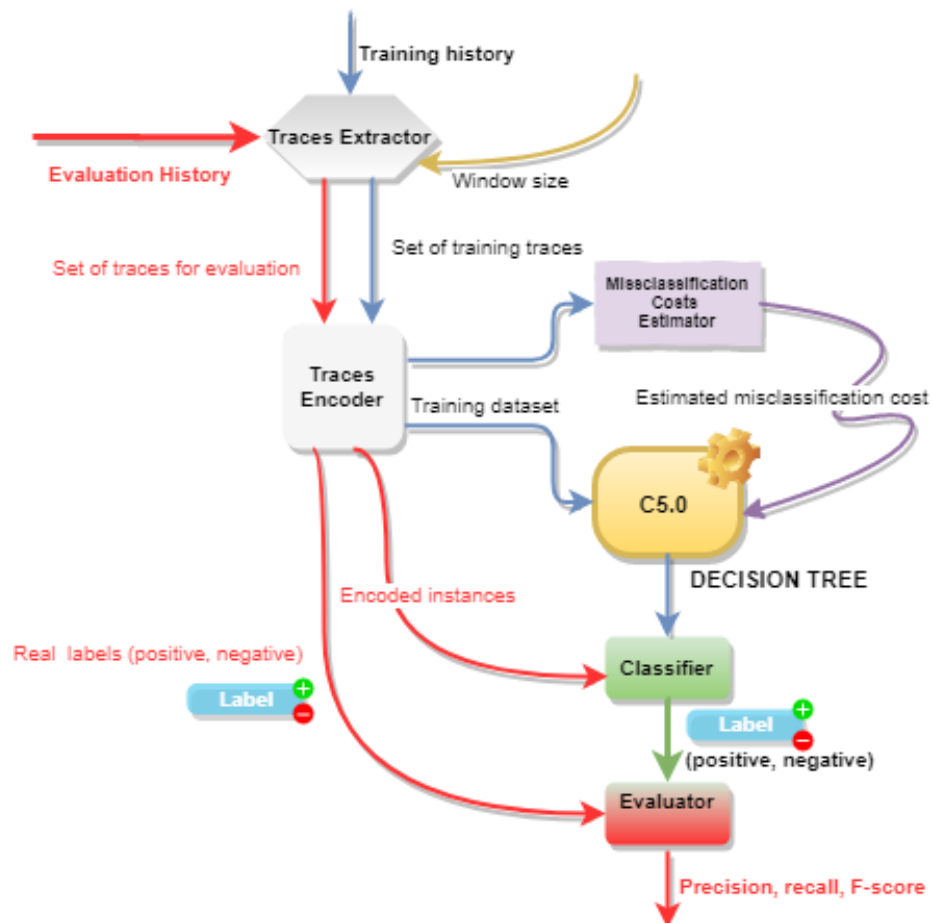 Training history
Traces Extractor
Evaluation History
Window size
Set of training traces
Set of traces for evaluation
Missclassification
Costs
Estimator
Traces
Encoder
Estimated misclassification cost
Training dataset
C5.0
DECISION TREE
Encoded instances
Real labels (positive, negative)
Classifier
Label
Label
(positive, negative)
Evaluator
Precision, recall, F-score